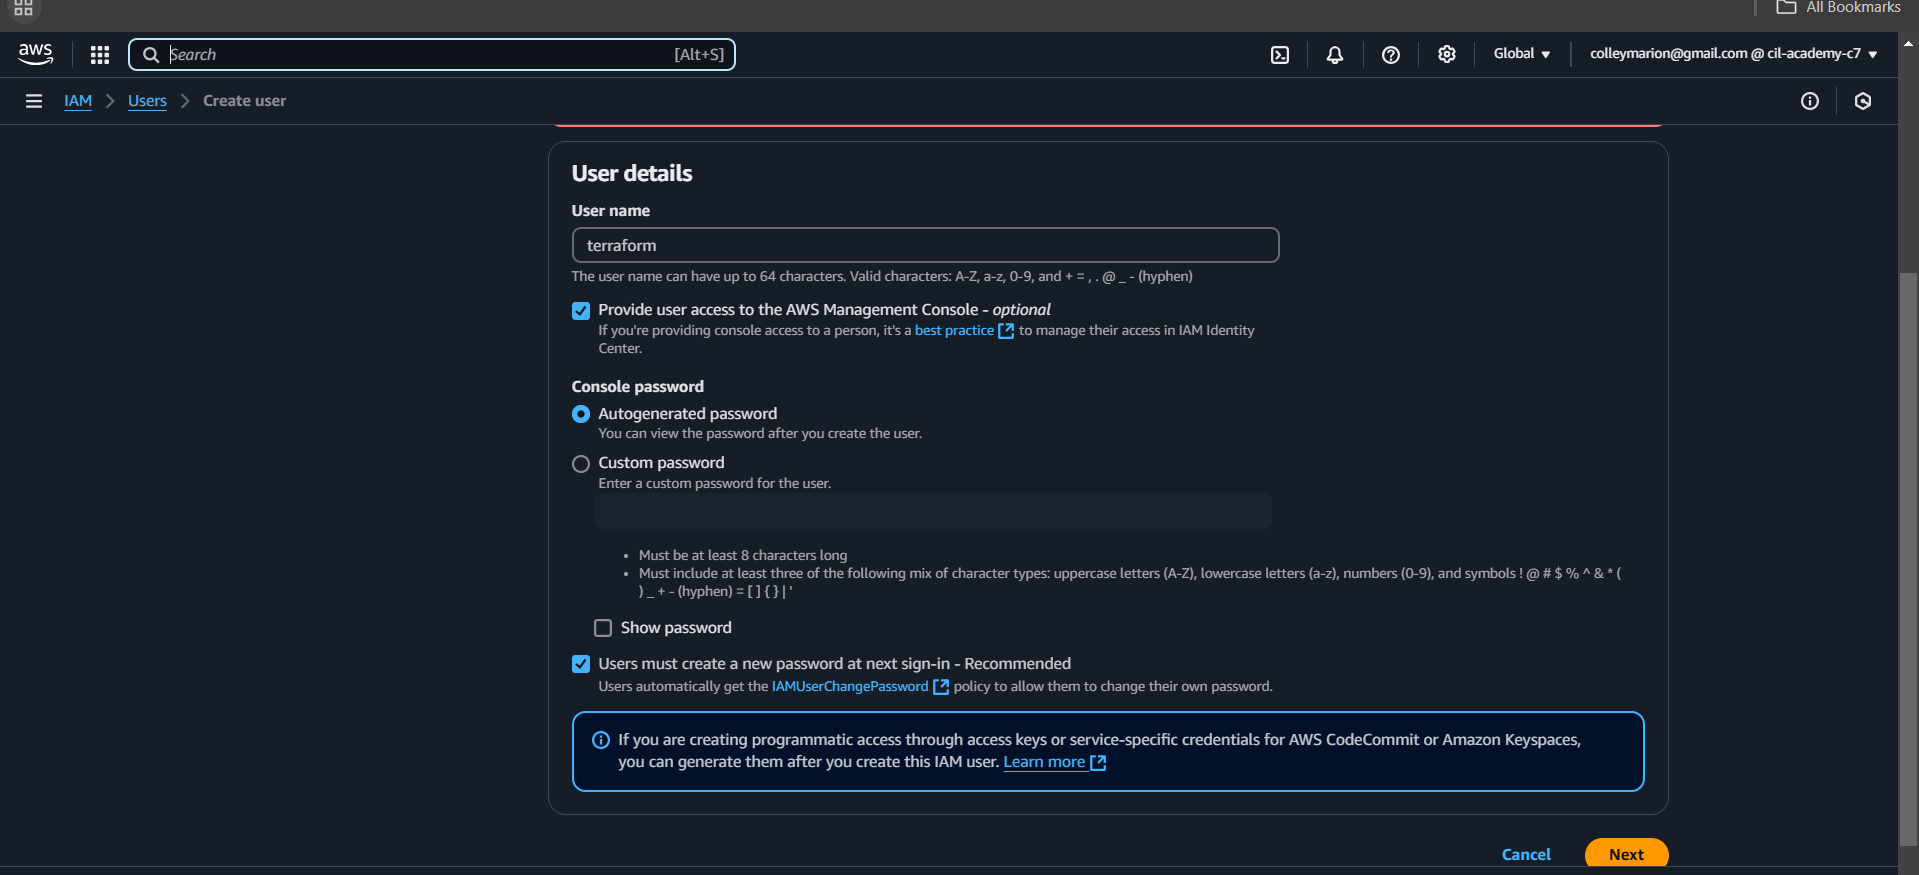 All Bookmarks
aws
Search
[Alt+S]
Global
colleymarion@gmail.com @ cil-academy-c7
IAM
Users
Create user
User details
User name
terraform
The user name can have up to 64 characters. Valid characters: A-Z, a-z, 0-9, and + = , . @ _ - (hyphen)
Provide user access to the AWS Management Console - optional
If you're providing console access to a person, it's a best practice to manage their access in IAM Identity
Center.
Console password
Autogenerated password
You can view the password after you create the user.
Custom password
Enter a custom password for the user.
• Must be at least 8 characters long
• Must include at least three of the following mix of character types: uppercase letters (A-Z), lowercase letters (a-z), numbers (0-9), and symbols ! @ # $ % ^ & * (
) _ + - (hyphen) = [ ] { } | '
Show password
Users must create a new password at next sign-in - Recommended
Users automatically get the IAMUserChangePassword policy to allow them to change their own password.
If you are creating programmatic access through access keys or service-specific credentials for AWS CodeCommit or Amazon Keyspaces,
you can generate them after you create this IAM user. Learn more
Cancel
Next